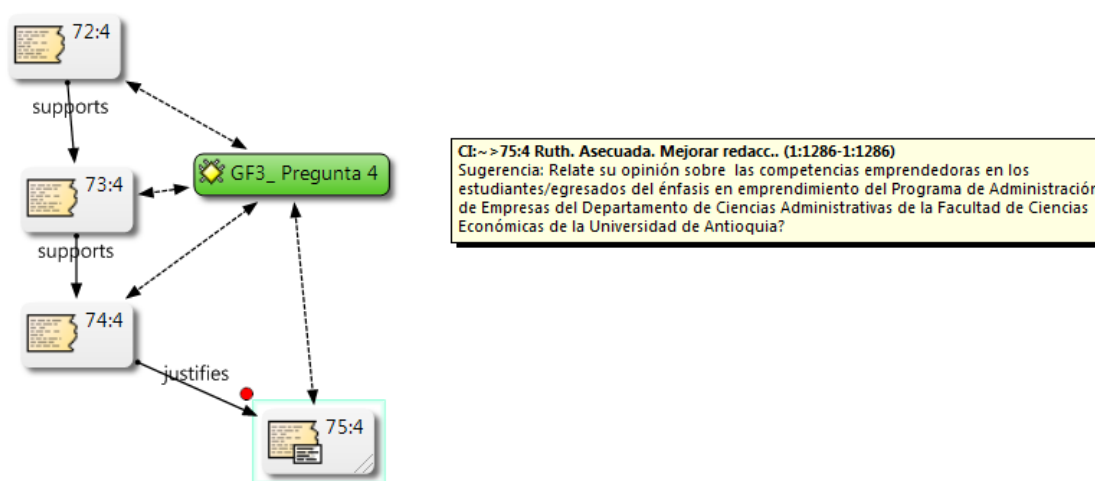 72:4
supports
73:4
GF3_ Pregunta 4
supports
74:4
justifies
75:4
CI:~>75:4 Ruth. Asecuada. Mejorar redacc.. (1:1286-1:1286)
Sugerencia: Relate su opinión sobre las competencias emprendedoras en los
estudiantes/egresados del énfasis en emprendimiento del Programa de Administración
de Empresas del Departamento de Ciencias Administrativas de la Facultad de Ciencias
Económicas de la Universidad de Antioquia?